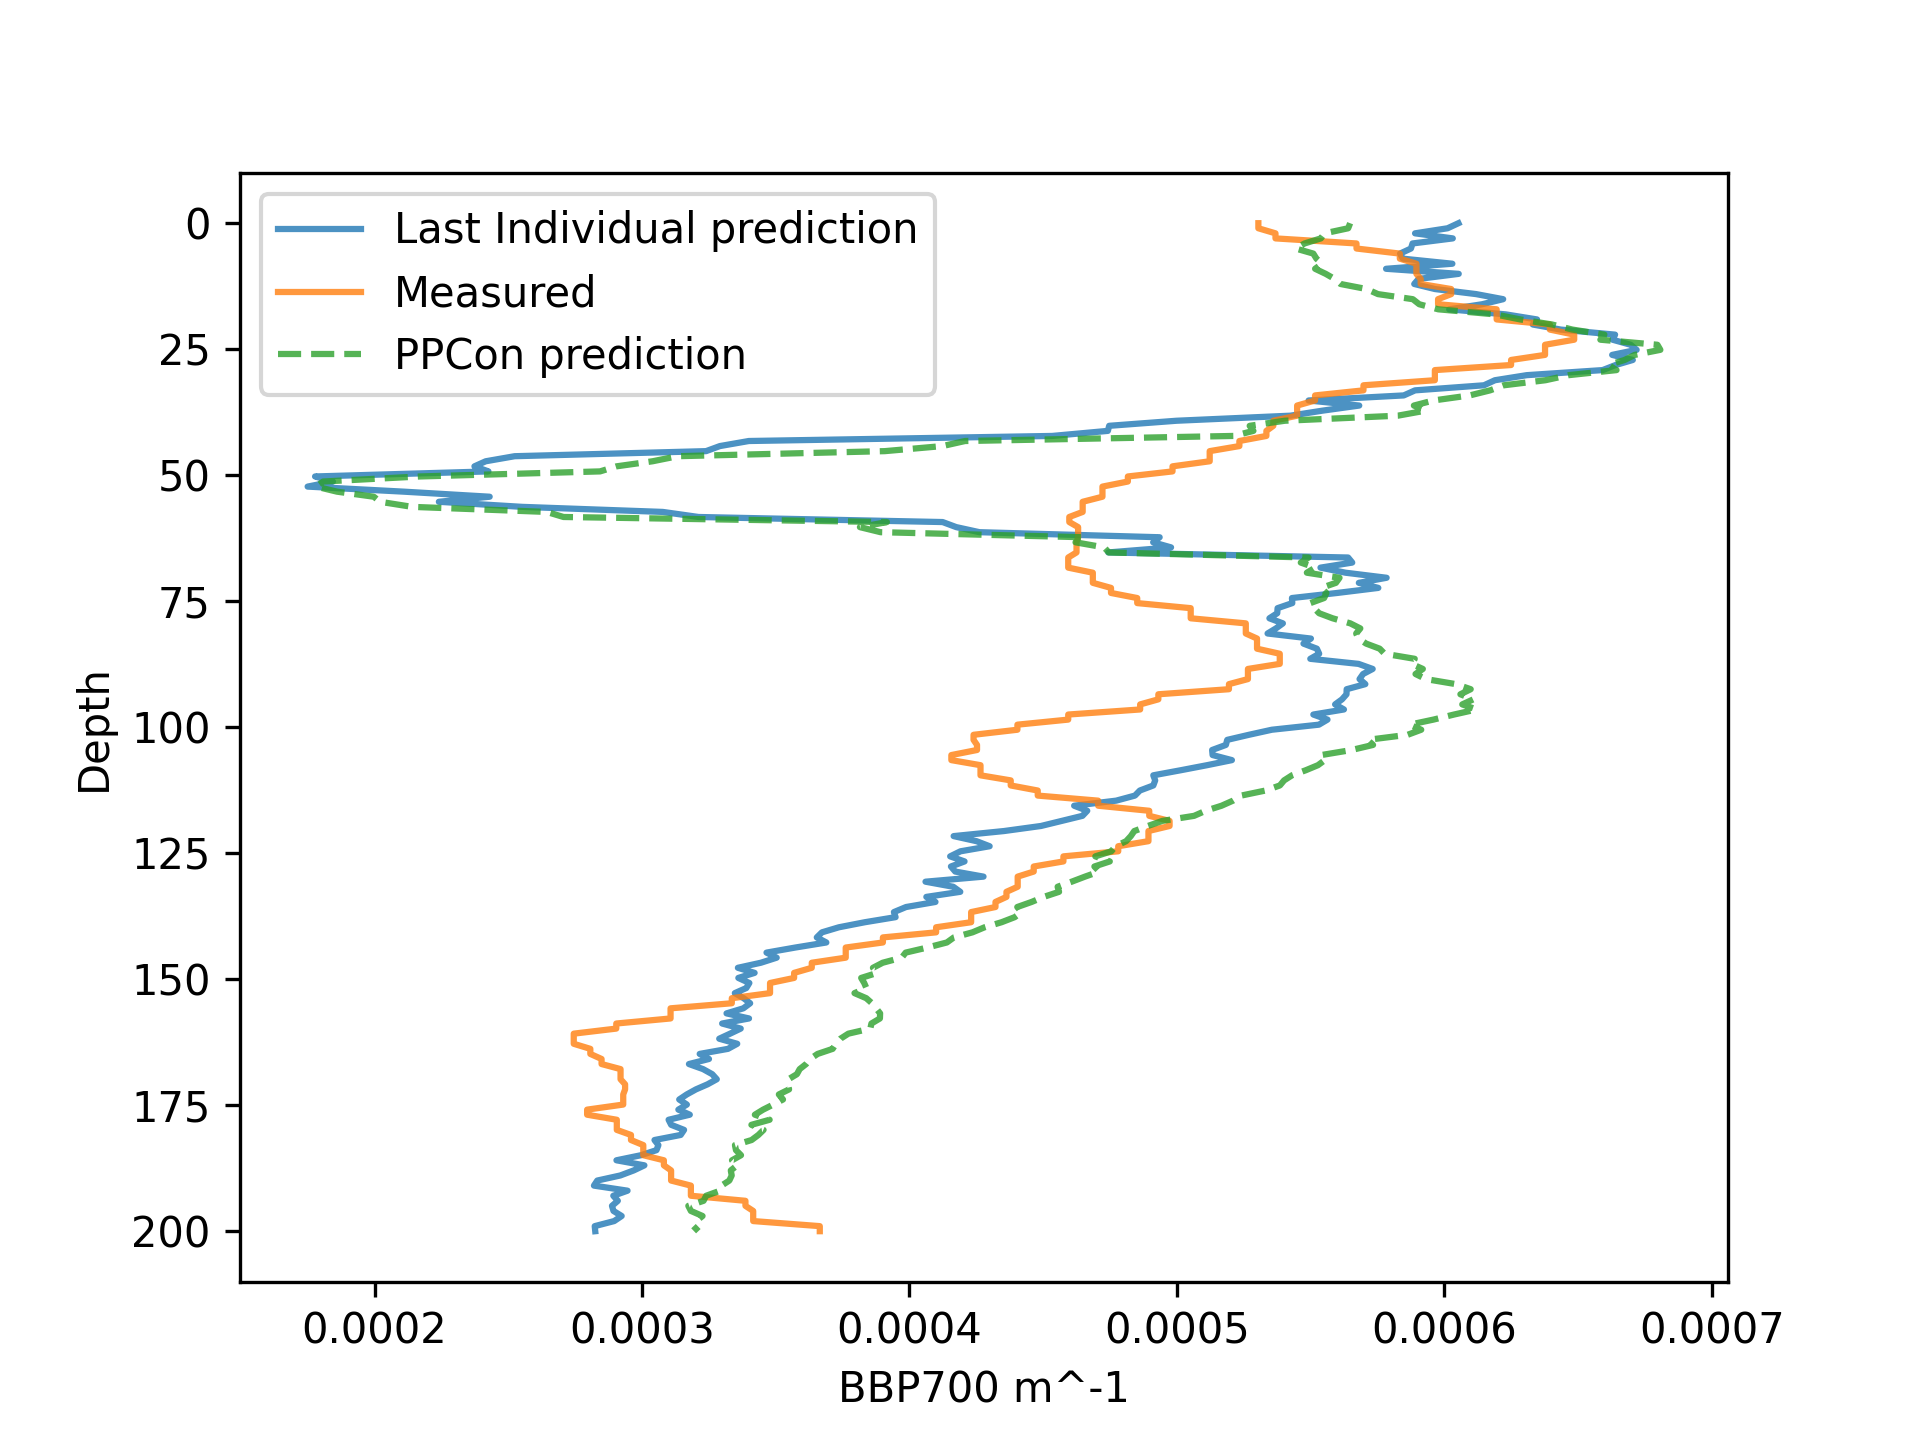 Last Individual prediction
Measured
PPCon prediction
0
25
50
75
100
125
150
175
200
Depth
0.0002 0.0003 0.0004 0.0005 0.0006 0.0007
BBP700 m^-1